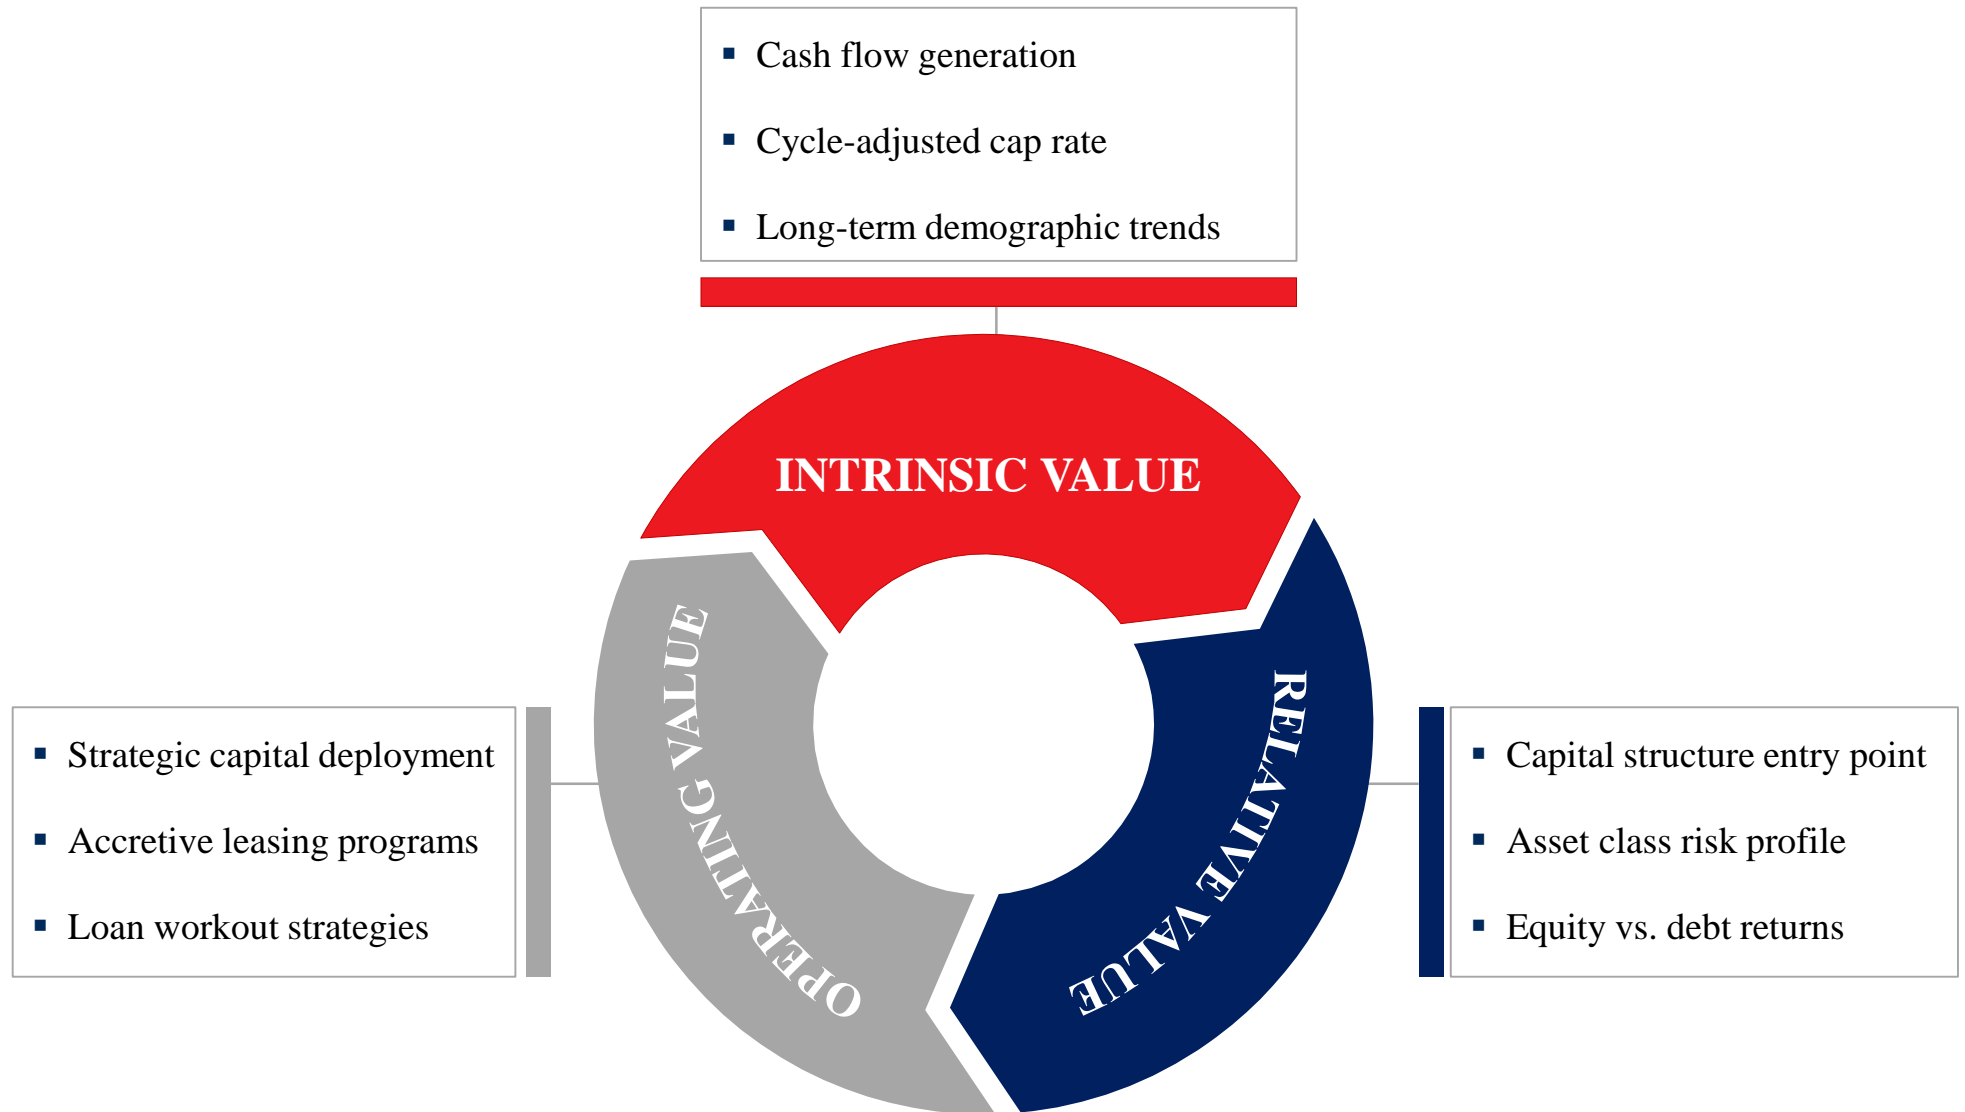 ▪ Cash flow generation
▪ Cycle-adjusted cap rate
▪ Long-term demographic trends
INTRINSIC VALUE
OPERATING VALUE
RELATIVE VALUE
▪ Strategic capital deployment
▪ Accretive leasing programs
▪ Loan workout strategies
▪ Capital structure entry point
▪ Asset class risk profile
▪ Equity vs. debt returns